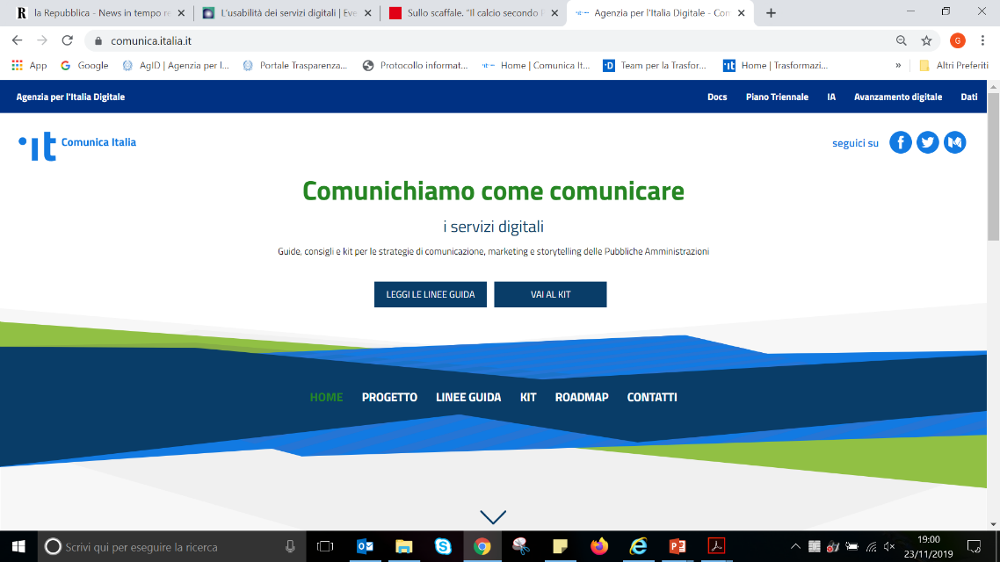 la Repubblica - News in tempo re
L'usabilità dei servizi digitali | Eve
Sullo scaffale. "Il calcio secondo
Agenzia per l'Italia Digitale - Con
comunica.italia.it
G
App
Google
AgID | Agenzia per l'...
Portale Trasparenza...
Protocollo informat...
Home | Comunica It...
Team per la Trasfor...
Home | Trasformazi...
»
Altri Preferiti
Agenzia per l'Italia Digitale
Docs
Piano Triennale
IA
Avanzamento digitale
Dati
it Comunica Italia
seguici su
Comunichiamo come comunicare
i servizi digitali
Guide, consigli e kit per le strategie di comunicazione, marketing e storytelling delle Pubbliche Amministrazioni
LEGGI LE LINEE GUIDA
VAI AL KIT
HOME
PROGETTO
LINEE GUIDA
KIT
ROADMAP
CONTATTI
Scrivi qui per eseguire la ricerca
19:00
23/11/2019